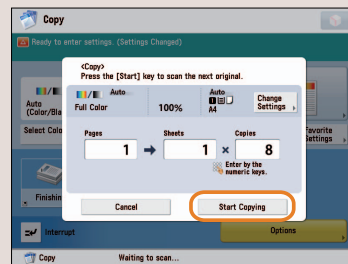 Copy
Ready to enter settings. (Settings Changed)
<Copy>
Press the [Start] key to scan the next original.
Auto
Full Color
100%
Auto
A4
Change Settings
Auto
(Color/Bla
Select Colo
Favorite
Settings
Pages
Sheets
Copies
1
1
×
8
Enter by the
numeric keys.
Finishin
Cancel
Start Copying
Interrupt
Options
Copy
Waiting to scan...